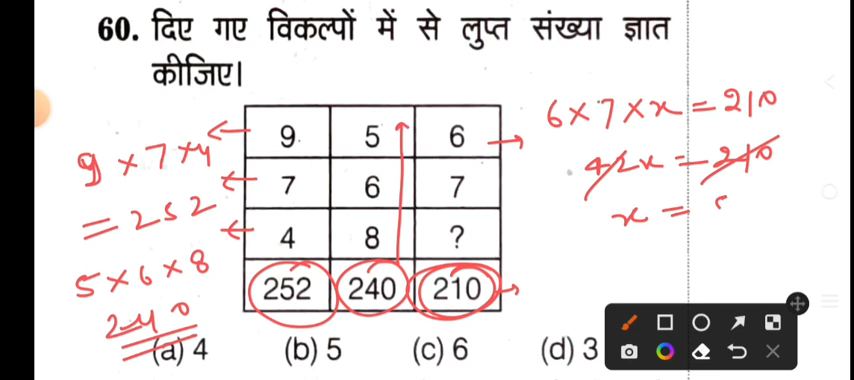 60. दिए गए विकल्पों में से लुप्त संख्या ज्ञात
कीजिए।
9 5 6
7 6 7
4 8 ?
252 240 210
(a) 4 (b) 5 (c) 6 (d) 3
9 × 7 × 4
= 252
5 × 6 × 8
240
6 × 7 × x = 210
42x = 210
x =